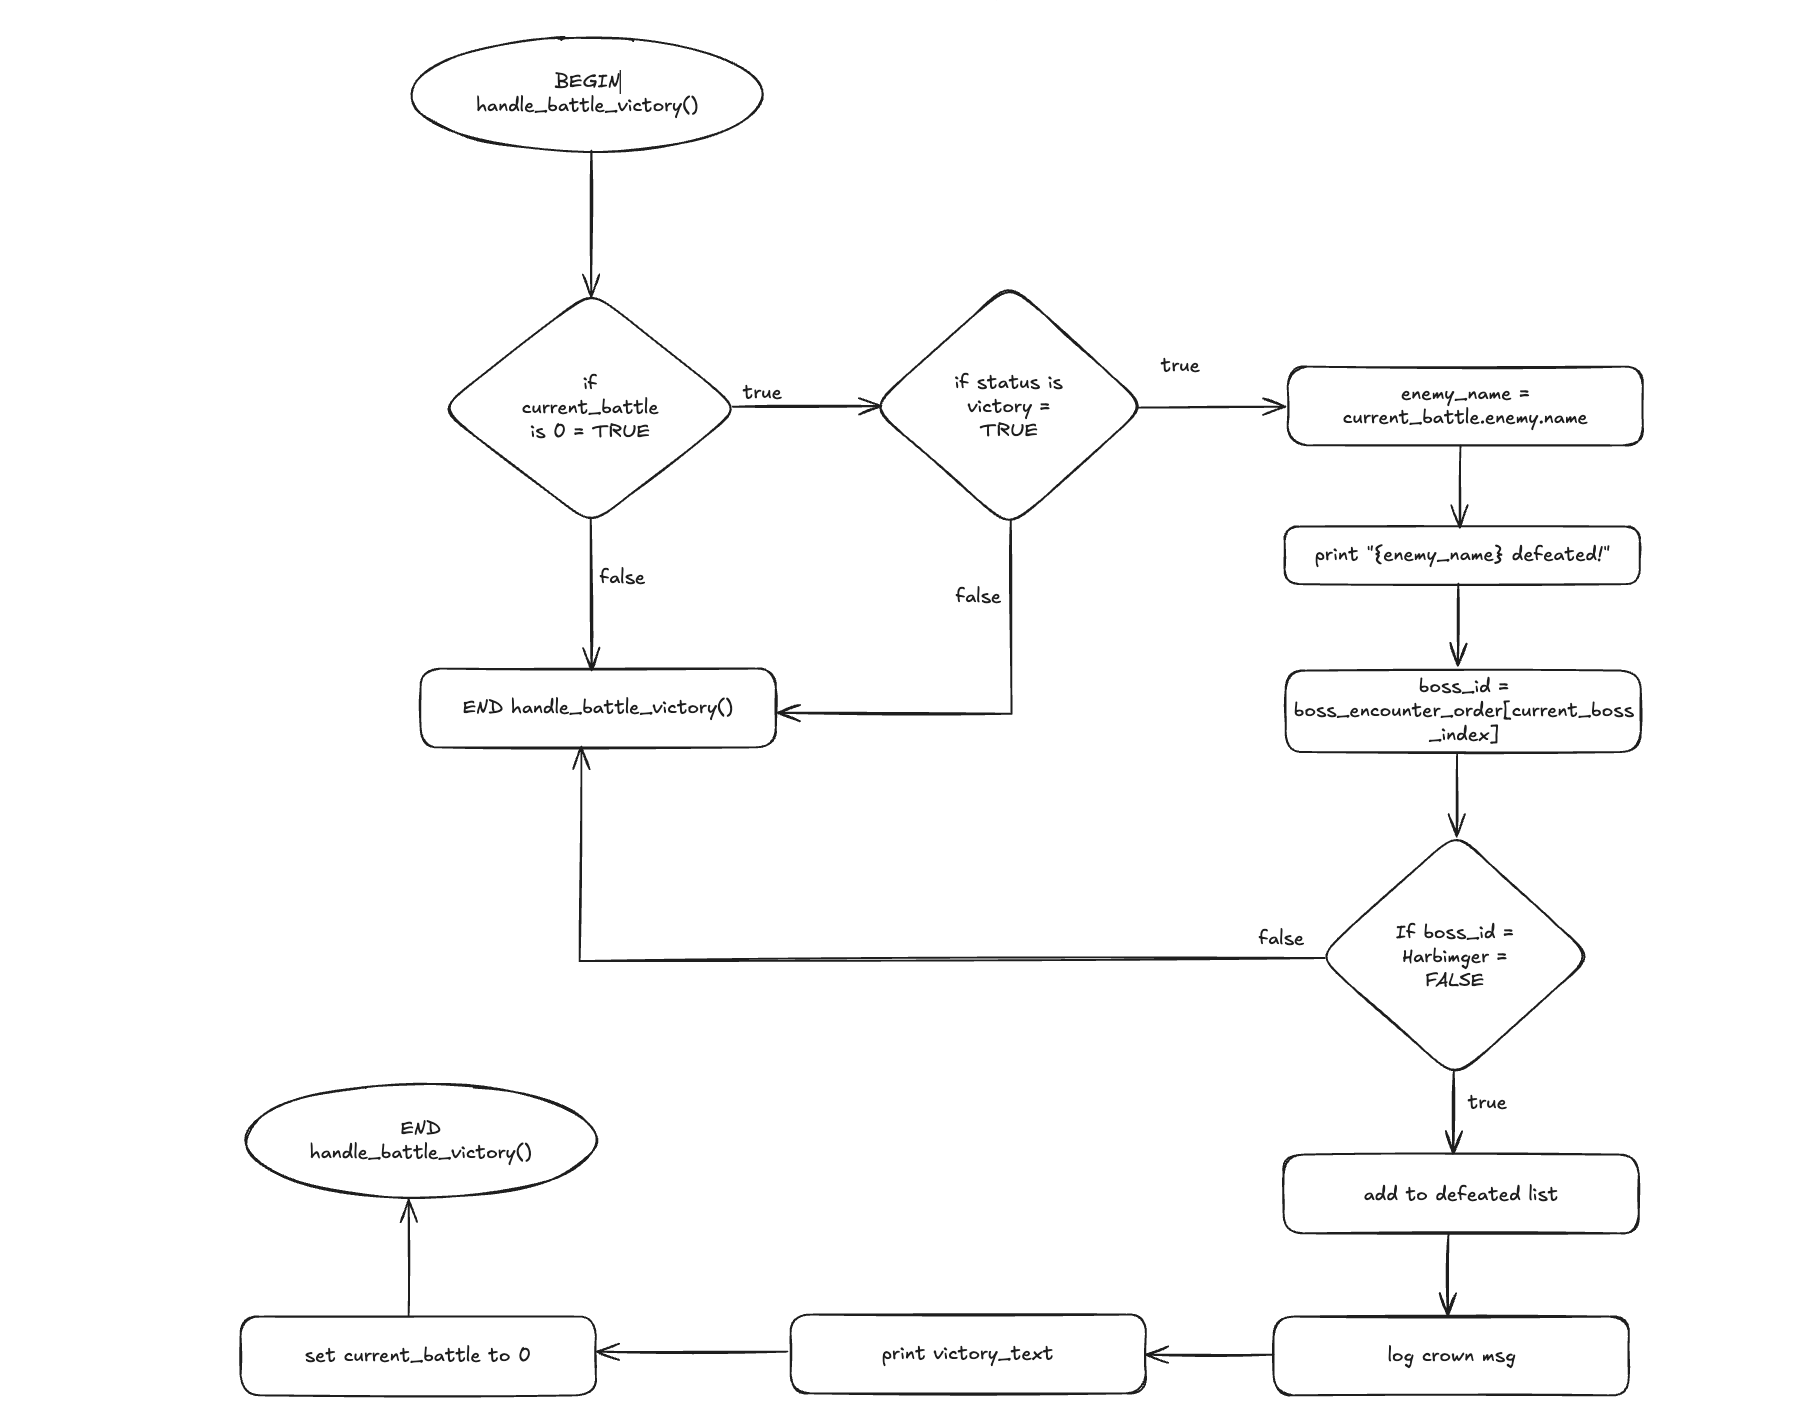 BEGIN
handle_battle_victory()
if
current_battle
is 0 = TRUE
true
if status is
victory =
TRUE
true
enemy_name =
current_battle.enemy.name
print "{enemy_name} defeated!"
false
false
END handle_battle_victory()
boss_id =
boss_encounter_order[current_boss
_index]
If boss_id =
Harbimger =
FALSE
false
true
add to defeated list
log crown msg
print victory_text
set current_battle to 0
END
handle_battle_victory()